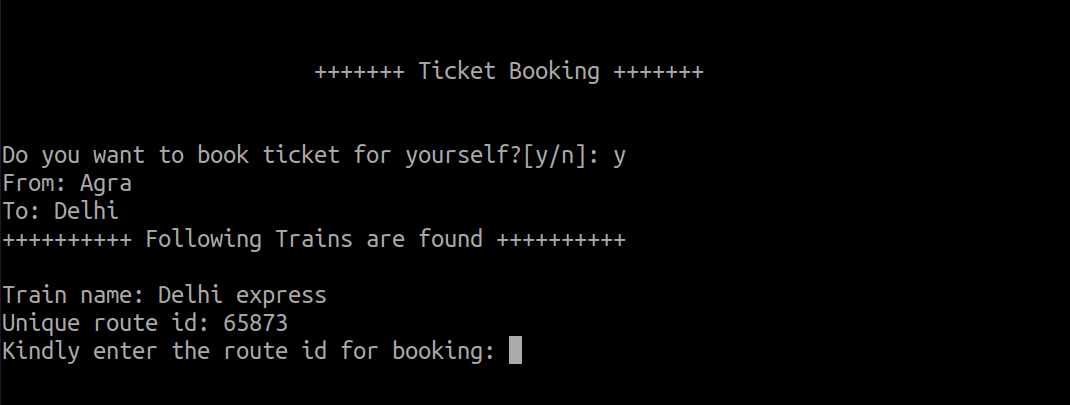 +++++++ Ticket Booking +++++++
Do you want to book ticket for yourself?[y/n]: y
From: Agra
To: Delhi
++++++++++ Following Trains are found ++++++++++
Train name: Delhi express
Unique route id: 65873
Kindly enter the route id for booking: